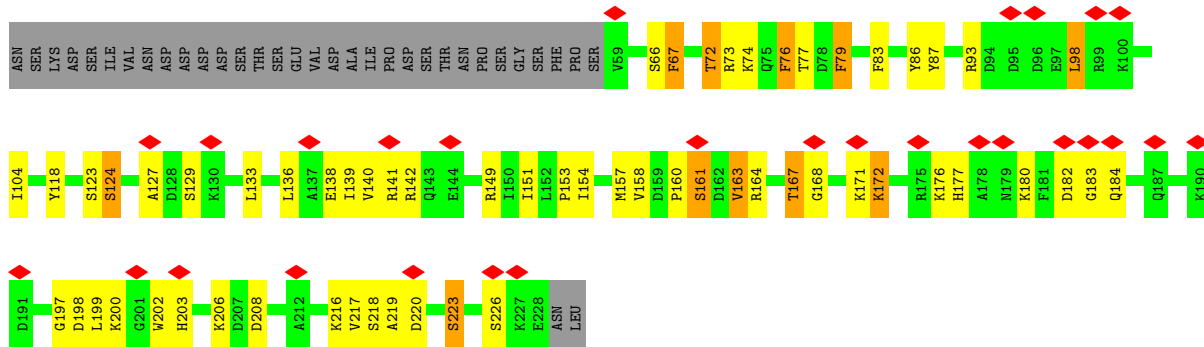 ASN SER LYS ASP SER ILE VAL ASN ASP ASP ASP ASP SER THR SER GLU VAL ASP ALA ILE PRO ASP SER THR ASN PRO SER GLY SER PHE PRO SER V59 S66 F67 T72 R73 K74 Q75 F76 T77 D78 F79 F83 Y86 Y87 R93 D94 D95 D96 E97 L98 R99 K100
I104 Y118 S123 S124 A127 D128 S129 K130 L133 L136 A137 E138 I139 V140 R141 R142 Q143 E144 R149 I150 I151 L152 P153 I154 M157 V158 D159 P160 S161 D162 V163 R164 T167 G168 K171 K172 R175 K176 H177 A178 N179 K180 F181 D182 G183 Q184 Q187 K190
D191 G197 D198 L199 K200 G201 W202 H203 K206 D207 D208 A212 K216 V217 S218 A219 D220 S223 S226 K227 E228 ASN LEU